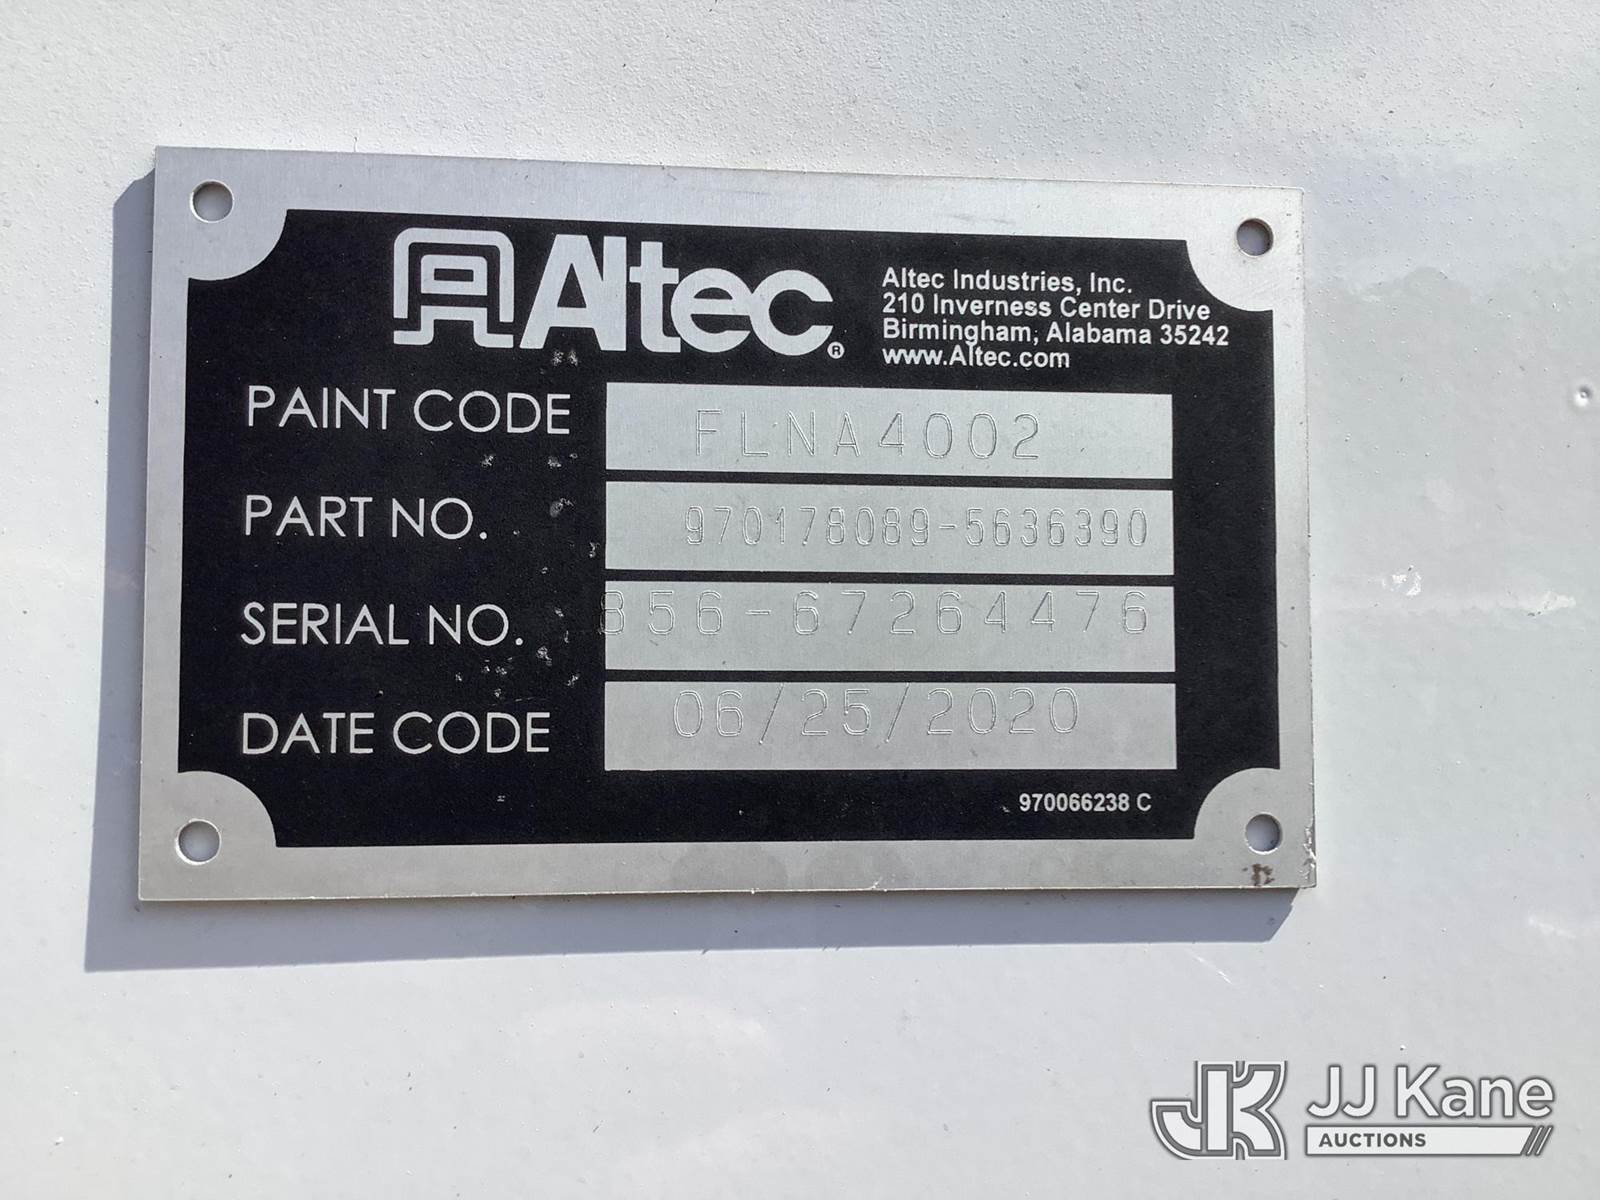 Altec®
Altec Industries, Inc.
210 Inverness Center Drive
Birmingham, Alabama 35242
www.Altec.com
PAINT CODE FLNA4002
PART NO. 970178089-5636390
SERIAL NO. 856-67264476
DATE CODE 06/25/2020
970066238 C
JK JJ Kane
AUCTIONS